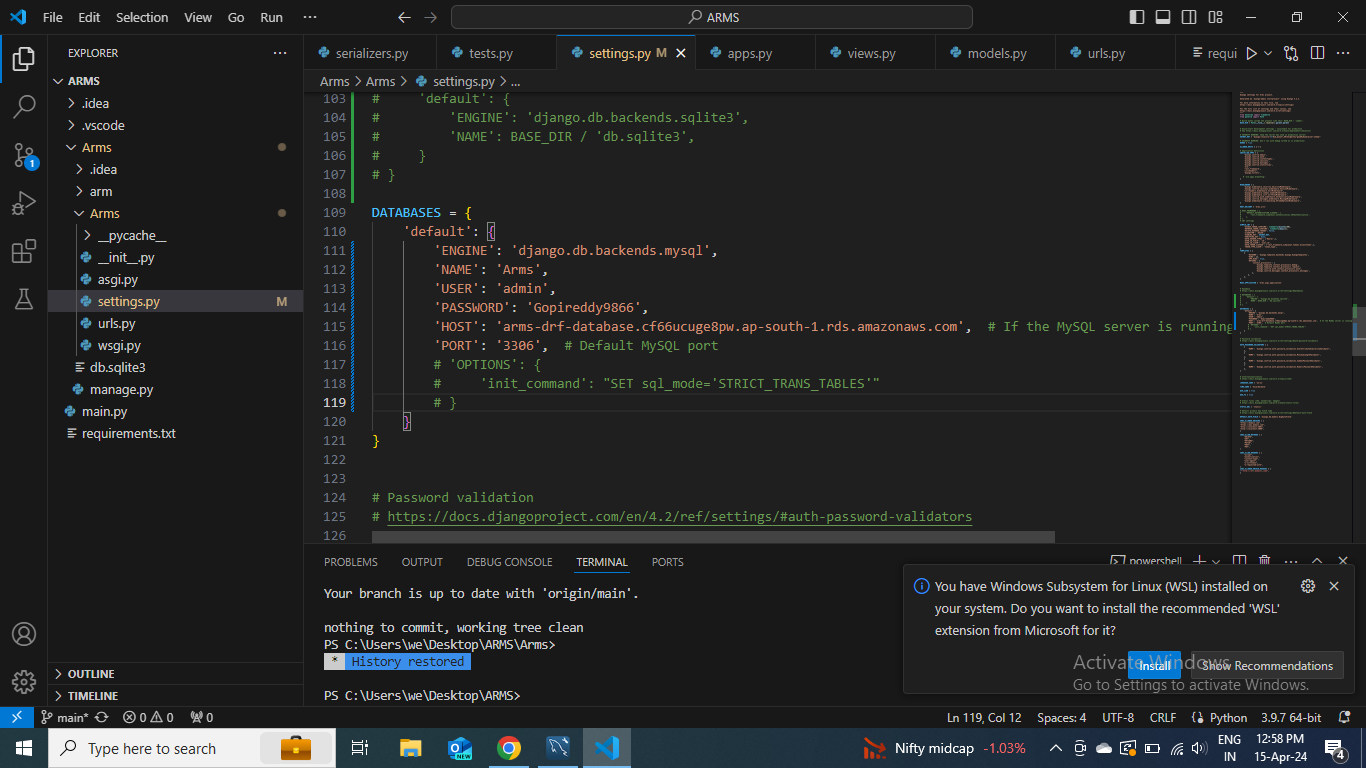 File Edit Selection View Go Run ··· ARMS
EXPLORER
serializers.py tests.py settings.py M apps.py views.py models.py urls.py requi
ARMS
Arms > Arms > settings.py > ...
.idea
.vscode
Arms
.idea
arm
Arms
__pycache__
__init__.py
asgi.py
settings.py M
urls.py
wsgi.py
db.sqlite3
manage.py
main.py
requirements.txt
OUTLINE
TIMELINE
103 # 'default': {
104 # 'ENGINE': 'django.db.backends.sqlite3',
105 # 'NAME': BASE_DIR / 'db.sqlite3',
106 # }
107 # }
108
109 DATABASES = {
110 'default': {
111 'ENGINE': 'django.db.backends.mysql',
112 'NAME': 'Arms',
113 'USER': 'admin',
114 'PASSWORD': 'Gopireddy9866',
115 'HOST': 'arms-drf-database.cf66ucuge8pw.ap-south-1.rds.amazonaws.com', # If the MySQL server is running
116 'PORT': '3306', # Default MySQL port
117 # 'OPTIONS': {
118 # 'init_command': "SET sql_mode='STRICT_TRANS_TABLES'"
119 # }
120 }
121 }
122
123
124 # Password validation
125 # https://docs.djangoproject.com/en/4.2/ref/settings/#auth-password-validators
126
PROBLEMS OUTPUT DEBUG CONSOLE TERMINAL PORTS powershell
Your branch is up to date with 'origin/main'.
nothing to commit, working tree clean
PS C:\Users\we\Desktop\ARMS\Arms>
* History restored
PS C:\Users\we\Desktop\ARMS>
You have Windows Subsystem for Linux (WSL) installed on
your system. Do you want to install the recommended 'WSL'
extension from Microsoft for it?
Install Show Recommendations
Activate Windows
Go to Settings to activate Windows.
main* 0 0 0 Ln 119, Col 12 Spaces: 4 UTF-8 CRLF Python 3.9.7 64-bit
Type here to search NEW Nifty midcap -1.03% ENG IN 12:58 PM 15-Apr-24 4
1